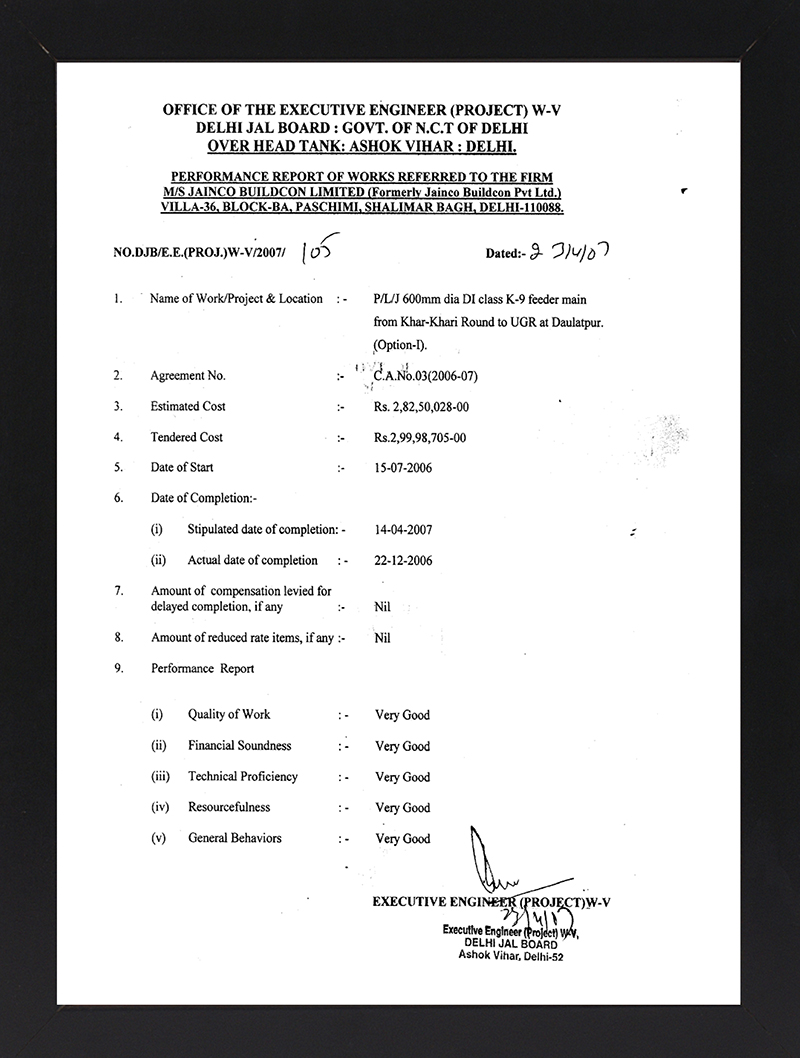 OFFICE OF THE EXECUTIVE ENGINEER (PROJECT) W-V
DELHI JAL BOARD : GOVT. OF N.C.T OF DELHI
OVER HEAD TANK: ASHOK VIHAR : DELHI.
PERFORMANCE REPORT OF WORKS REFERRED TO THE FIRM
M/S JAINCO BUILDCON LIMITED (Formerly Jainco Buildcon Pvt Ltd.)
VILLA-36, BLOCK-BA, PASCHIMI, SHALIMAR BAGH, DELHI-110088.
NO.DJB/E.E.(PROJ.)W-V/2007/ 105 Dated:- 23/4/07
1. Name of Work/Project & Location : - P/L/J 600mm dia DI class K-9 feeder main
from Khar-Khari Round to UGR at Daulatpur.
(Option-I).
2. Agreement No. :- C.A.No.03(2006-07)
3. Estimated Cost :- Rs. 2,82,50,028-00
4. Tendered Cost :- Rs.2,99,98,705-00
5. Date of Start :- 15-07-2006
6. Date of Completion:-
(i) Stipulated date of completion: - 14-04-2007
(ii) Actual date of completion : - 22-12-2006
7. Amount of compensation levied for
delayed completion, if any :- Nil
8. Amount of reduced rate items, if any :- Nil
9. Performance Report
(i) Quality of Work : - Very Good
(ii) Financial Soundness : - Very Good
(iii) Technical Proficiency : - Very Good
(iv) Resourcefulness : - Very Good
(v) General Behaviors : - Very Good
EXECUTIVE ENGINEER (PROJECT)W-V
23/4/07
Executive Engineer (Project) W-V,
DELHI JAL BOARD
Ashok Vihar, Delhi-52